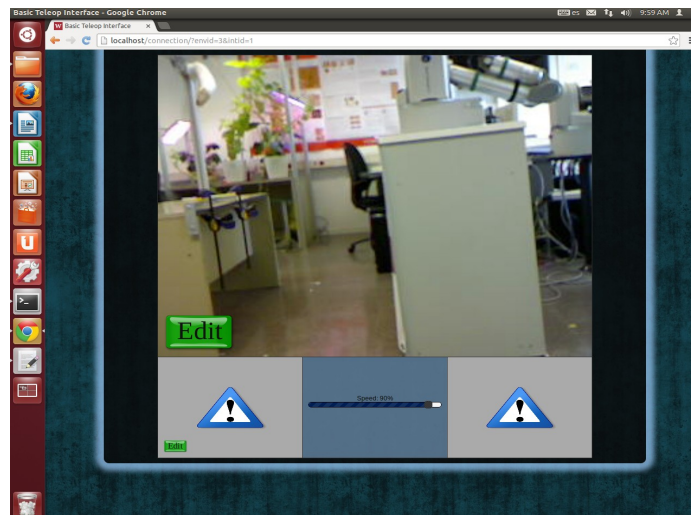 Basic Teleop Interface - Google Chrome
es
9:59 AM
W Basic Teleop Interface ×
localhost/connection/?envid=3&intid=1
Edit
Speed: 90%
Edit